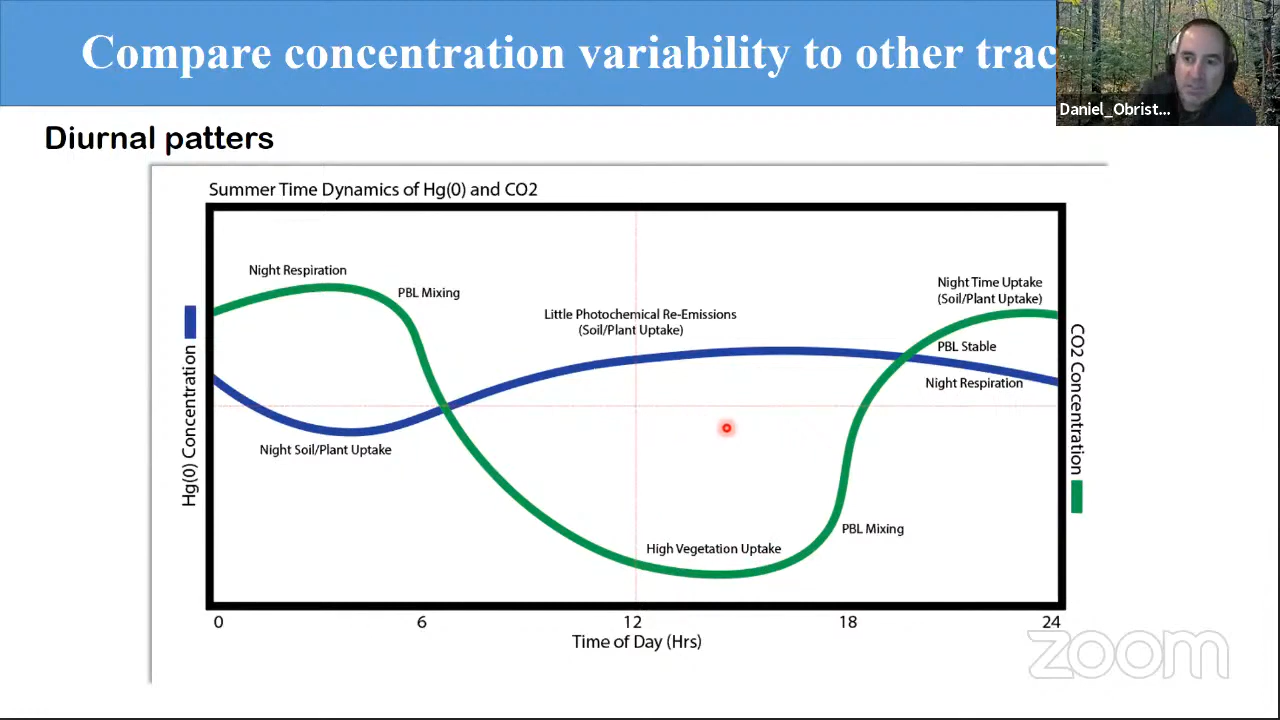 Compare concentration variability to other trac
Daniel_Obrist...
Diurnal patters
Summer Time Dynamics of Hg(0) and CO2
Night Respiration
PBL Mixing
Night Time Uptake
(Soil/Plant Uptake)
Little Photochemical Re-Emissions
(Soil/Plant Uptake)
PBL Stable
Night Respiration
Hg(0) Concentration
CO2 Concentration
Night Soil/Plant Uptake
PBL Mixing
High Vegetation Uptake
0 6 12 18 24
Time of Day (Hrs)
zoom